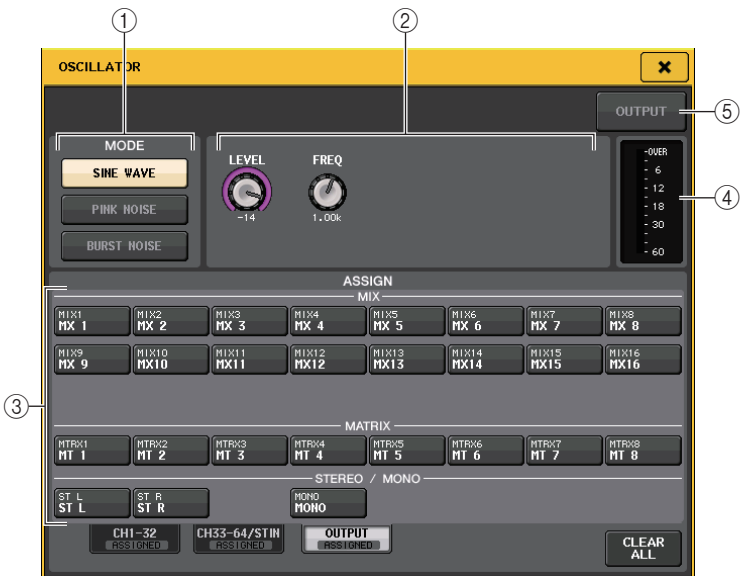 ① ②
OSCILLATOR
OUTPUT ⑤
MODE
SINE WAVE
PINK NOISE
BURST NOISE
LEVEL FREQ
-14 1.00k
-OVER
- 6
- 12
- 18
- 30
- 60
④
ASSIGN
③
MIX
MIX1 MIX2 MIX3 MIX4 MIX5 MIX6 MIX7 MIX8
MX 1 MX 2 MX 3 MX 4 MX 5 MX 6 MX 7 MX 8
MIX9 MIX10 MIX11 MIX12 MIX13 MIX14 MIX15 MIX16
MX 9 MX10 MX11 MX12 MX13 MX14 MX15 MX16
MATRIX
MTRX1 MTRX2 MTRX3 MTRX4 MTRX5 MTRX6 MTRX7 MTRX8
MT 1 MT 2 MT 3 MT 4 MT 5 MT 6 MT 7 MT 8
STEREO / MONO
ST L ST R MONO
ST L ST R MONO
CH1-32 CH33-64/STIN OUTPUT
ASSIGNED ASSIGNED ASSIGNED
CLEAR
ALL